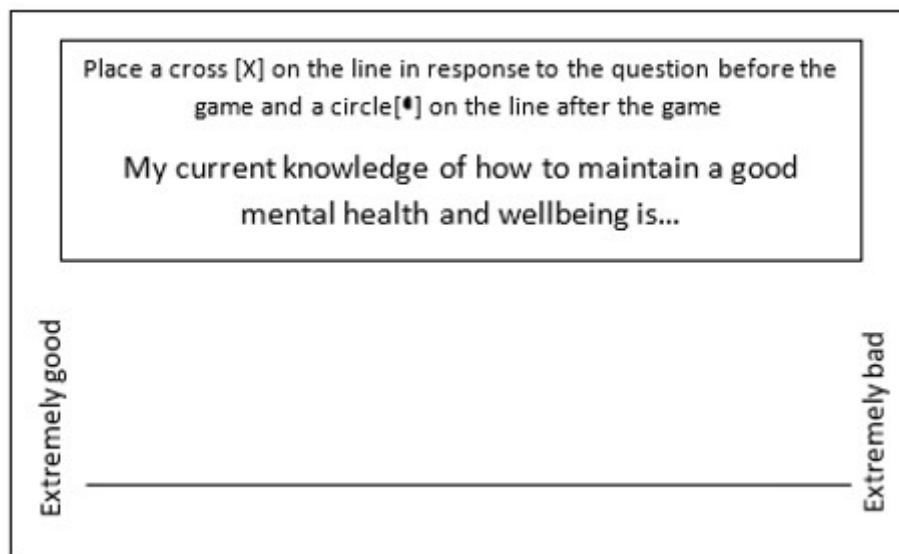 Place a cross [X] on the line in response to the question before the
game and a circle[•] on the line after the game
My current knowledge of how to maintain a good
mental health and wellbeing is...
Extremely good
Extremely bad